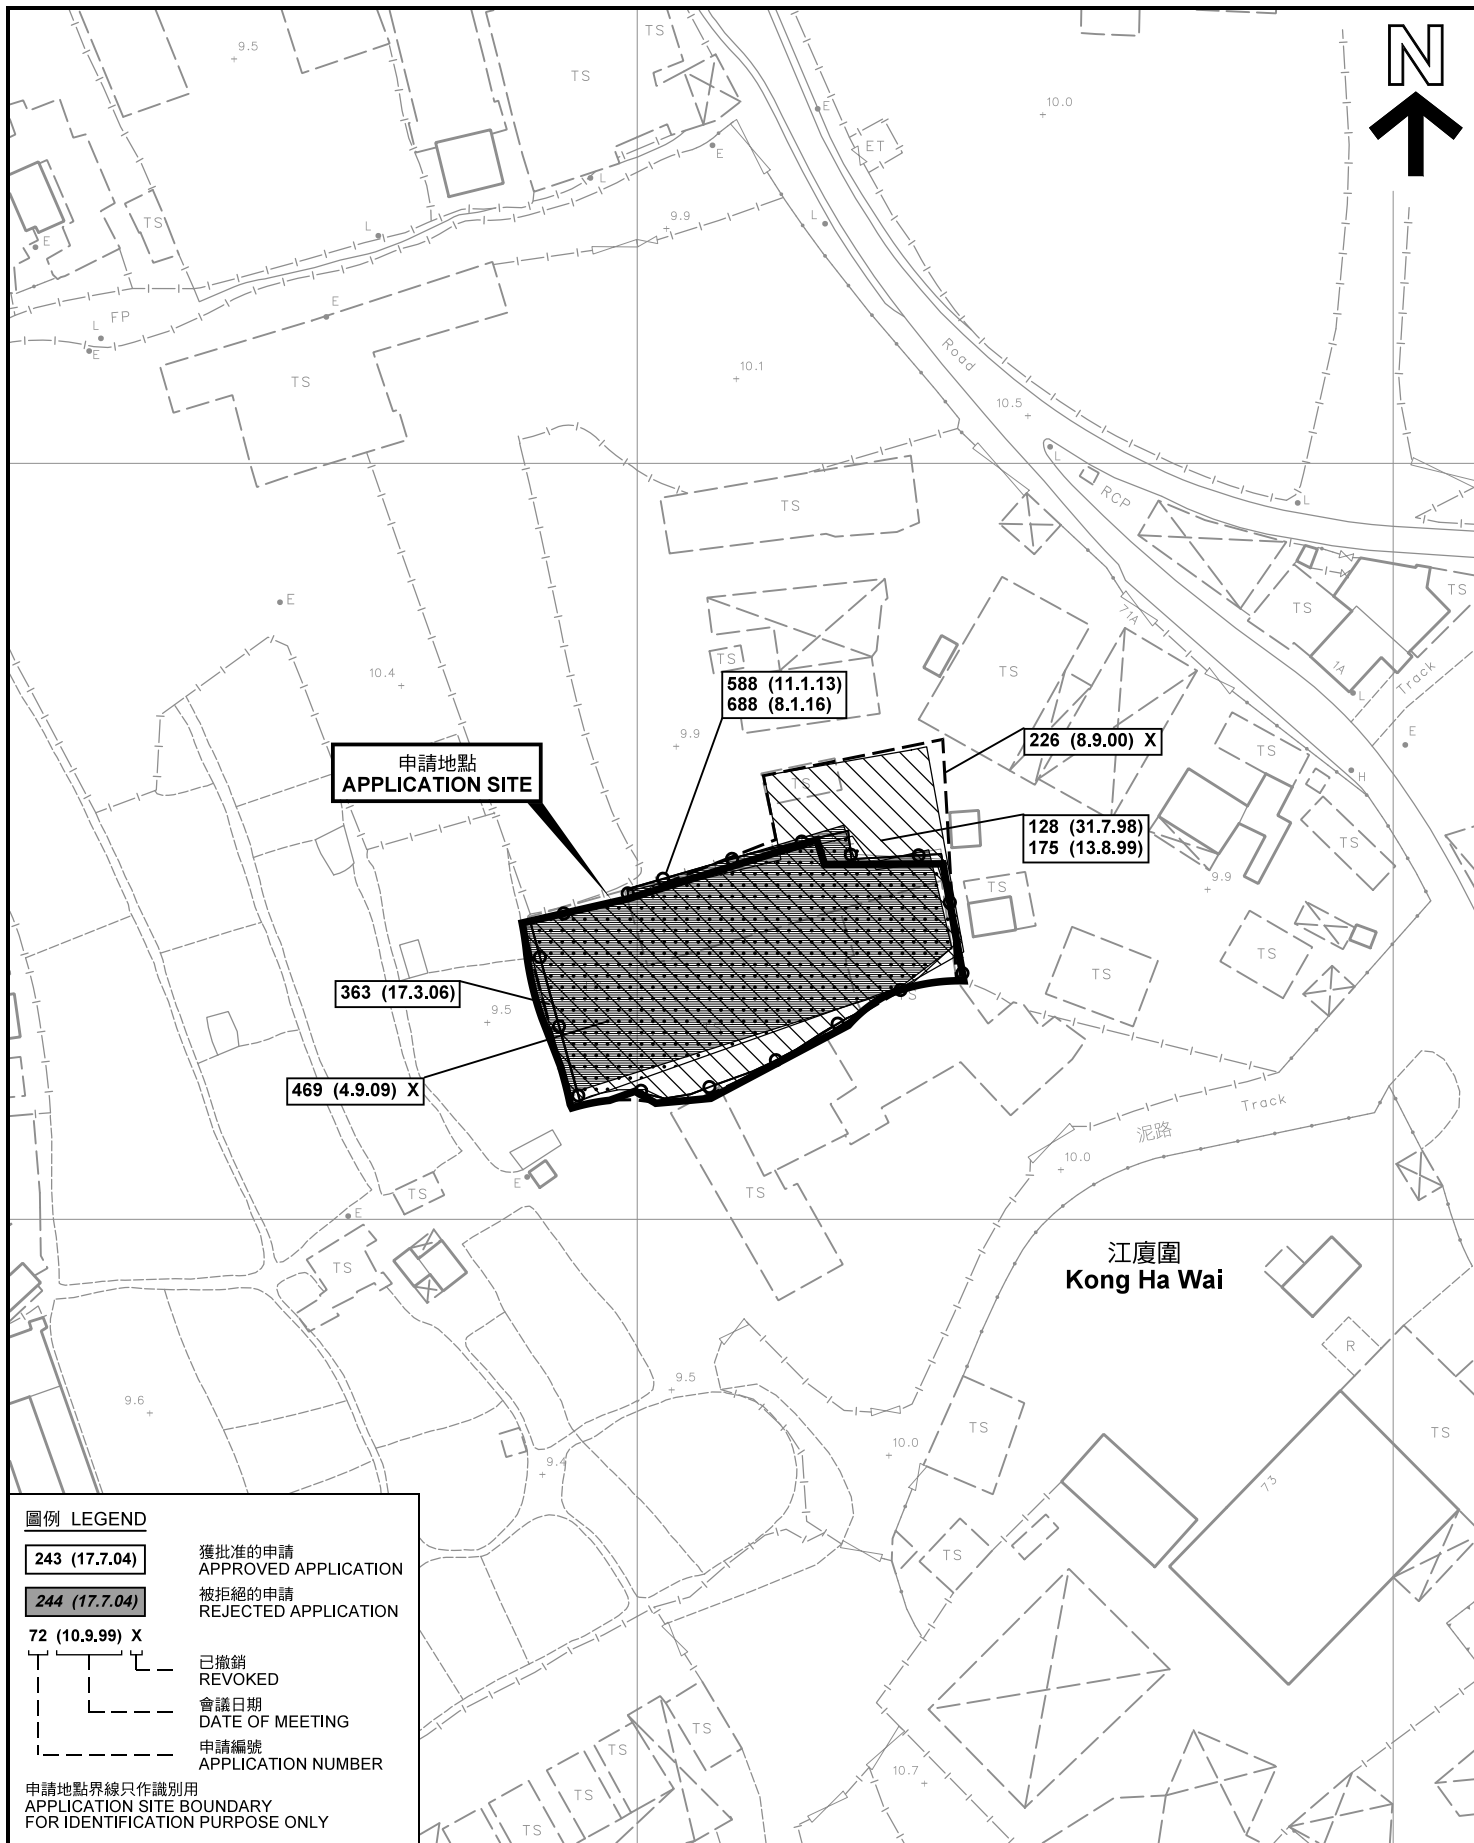 N
TS
9.5
TS
10.0
E
ET
E
L
TS
E
L
9.9
L
FP
L
E
E
TS
10.1
Road
10.5
L
RCP
L
TS
E
10.4
TS
TS
71A
TS
1A
TS
Track
L
E
H
TS
588 (11.1.13)
688 (8.1.16)
9.9
申請地點
APPLICATION SITE
226 (8.9.00) X
TS
TS
128 (31.7.98)
175 (13.8.99)
TS
9.9
TS
TS
TS
363 (17.3.06)
9.5
TS
469 (4.9.09) X
Track
泥路
10.0
E
TS
TS
E
TS
江廈圍
Kong Ha Wai
R
9.6
9.5
9.4
TS
10.0
TS
73
TS
TS
TS
TS
TS
10.7
圖例 LEGEND
243 (17.7.04)
獲批准的申請
APPROVED APPLICATION
244 (17.7.04)
被拒絕的申請
REJECTED APPLICATION
72 (10.9.99) X
已撤銷
REVOKED
會議日期
DATE OF MEETING
申請編號
APPLICATION NUMBER
申請地點界線只作識別用
APPLICATION SITE BOUNDARY
FOR IDENTIFICATION PURPOSE ONLY